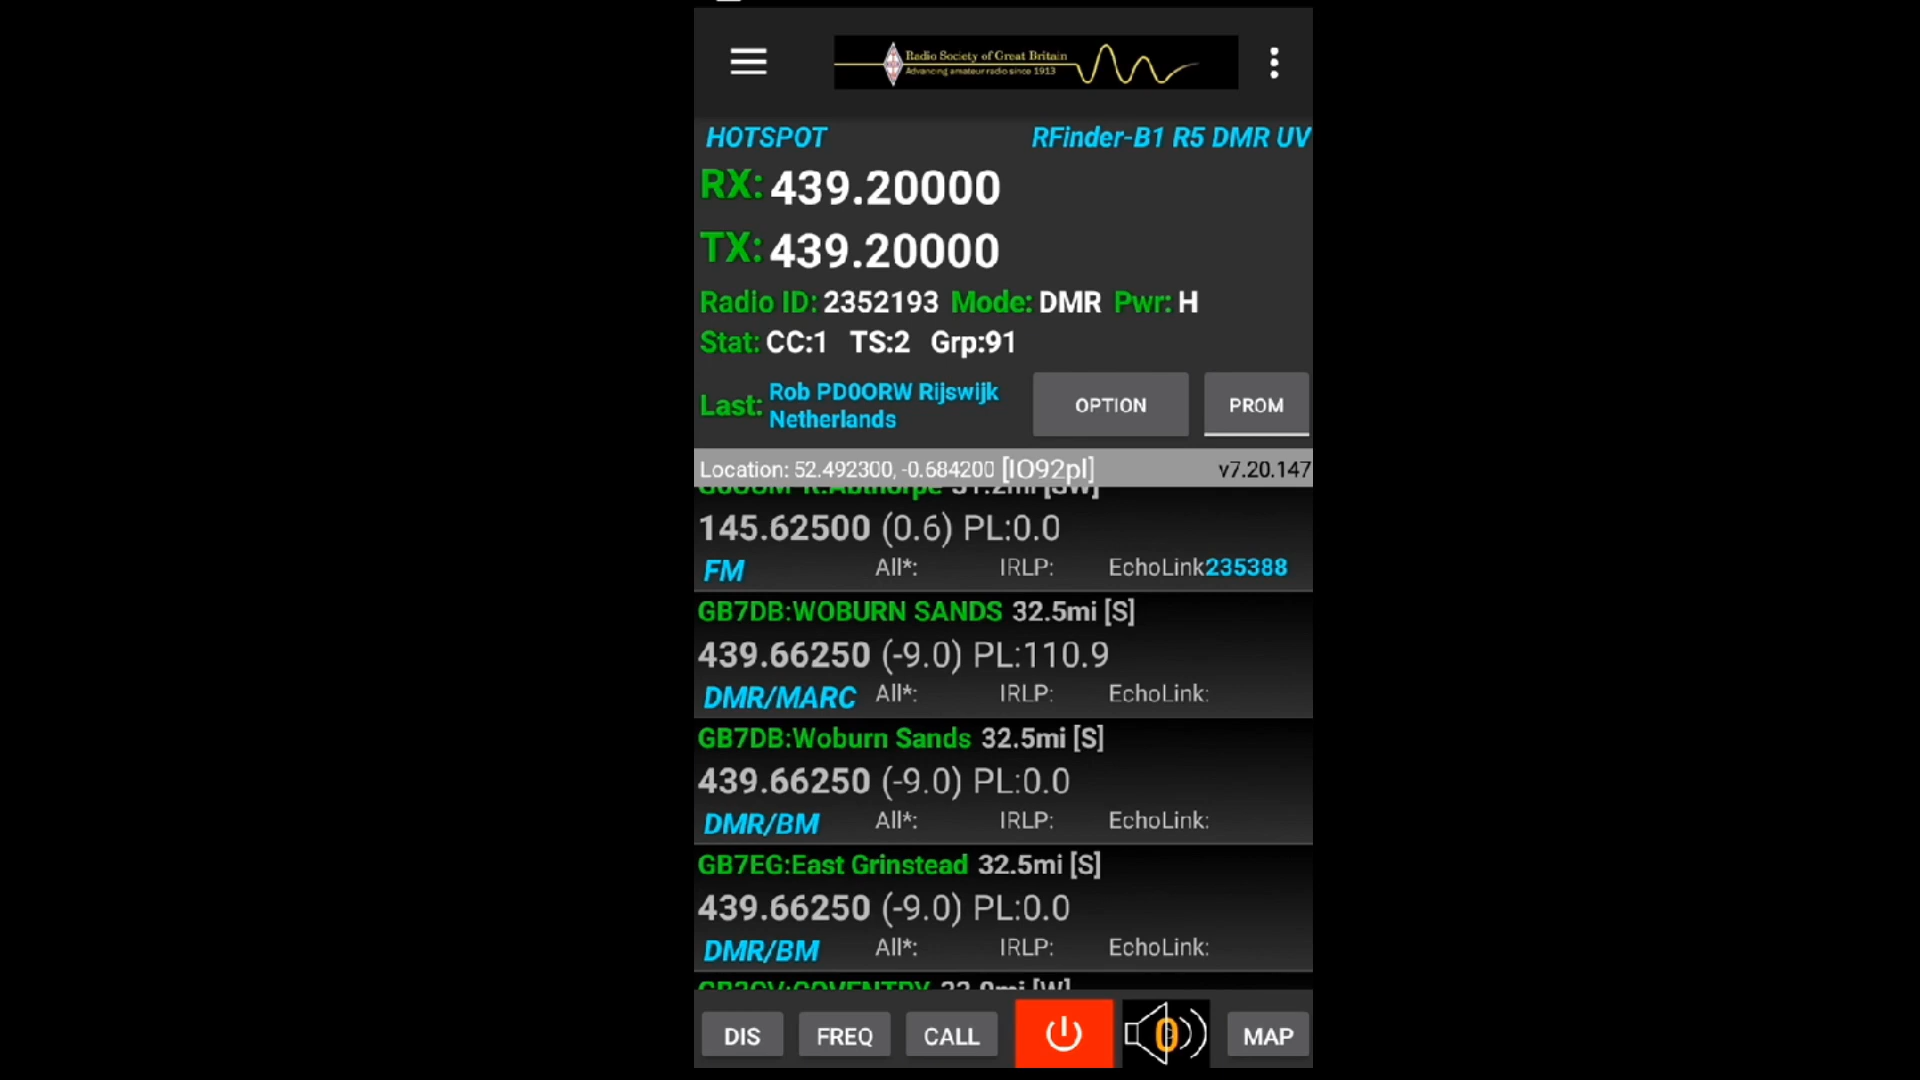 Radio Society of Great Britain
Advancing amateur radio since 1913
HOTSPOT RFinder-B1 R5 DMR UV
RX: 439.20000
TX: 439.20000
Radio ID: 2352193 Mode: DMR Pwr: H
Stat: CC:1 TS:2 Grp:91
Last: Rob PD0ORW Rijswijk
Netherlands
OPTION PROM
Location: 52.492300, -0.684200 [IO92pl] v7.20.147
145.62500 (0.6) PL:0.0
FM All*: IRLP: EchoLink235388
GB7DB:WOBURN SANDS 32.5mi [S]
439.66250 (-9.0) PL:110.9
DMR/MARC All*: IRLP: EchoLink:
GB7DB:Woburn Sands 32.5mi [S]
439.66250 (-9.0) PL:0.0
DMR/BM All*: IRLP: EchoLink:
GB7EG:East Grinstead 32.5mi [S]
439.66250 (-9.0) PL:0.0
DMR/BM All*: IRLP: EchoLink:
DIS FREQ CALL 0 MAP